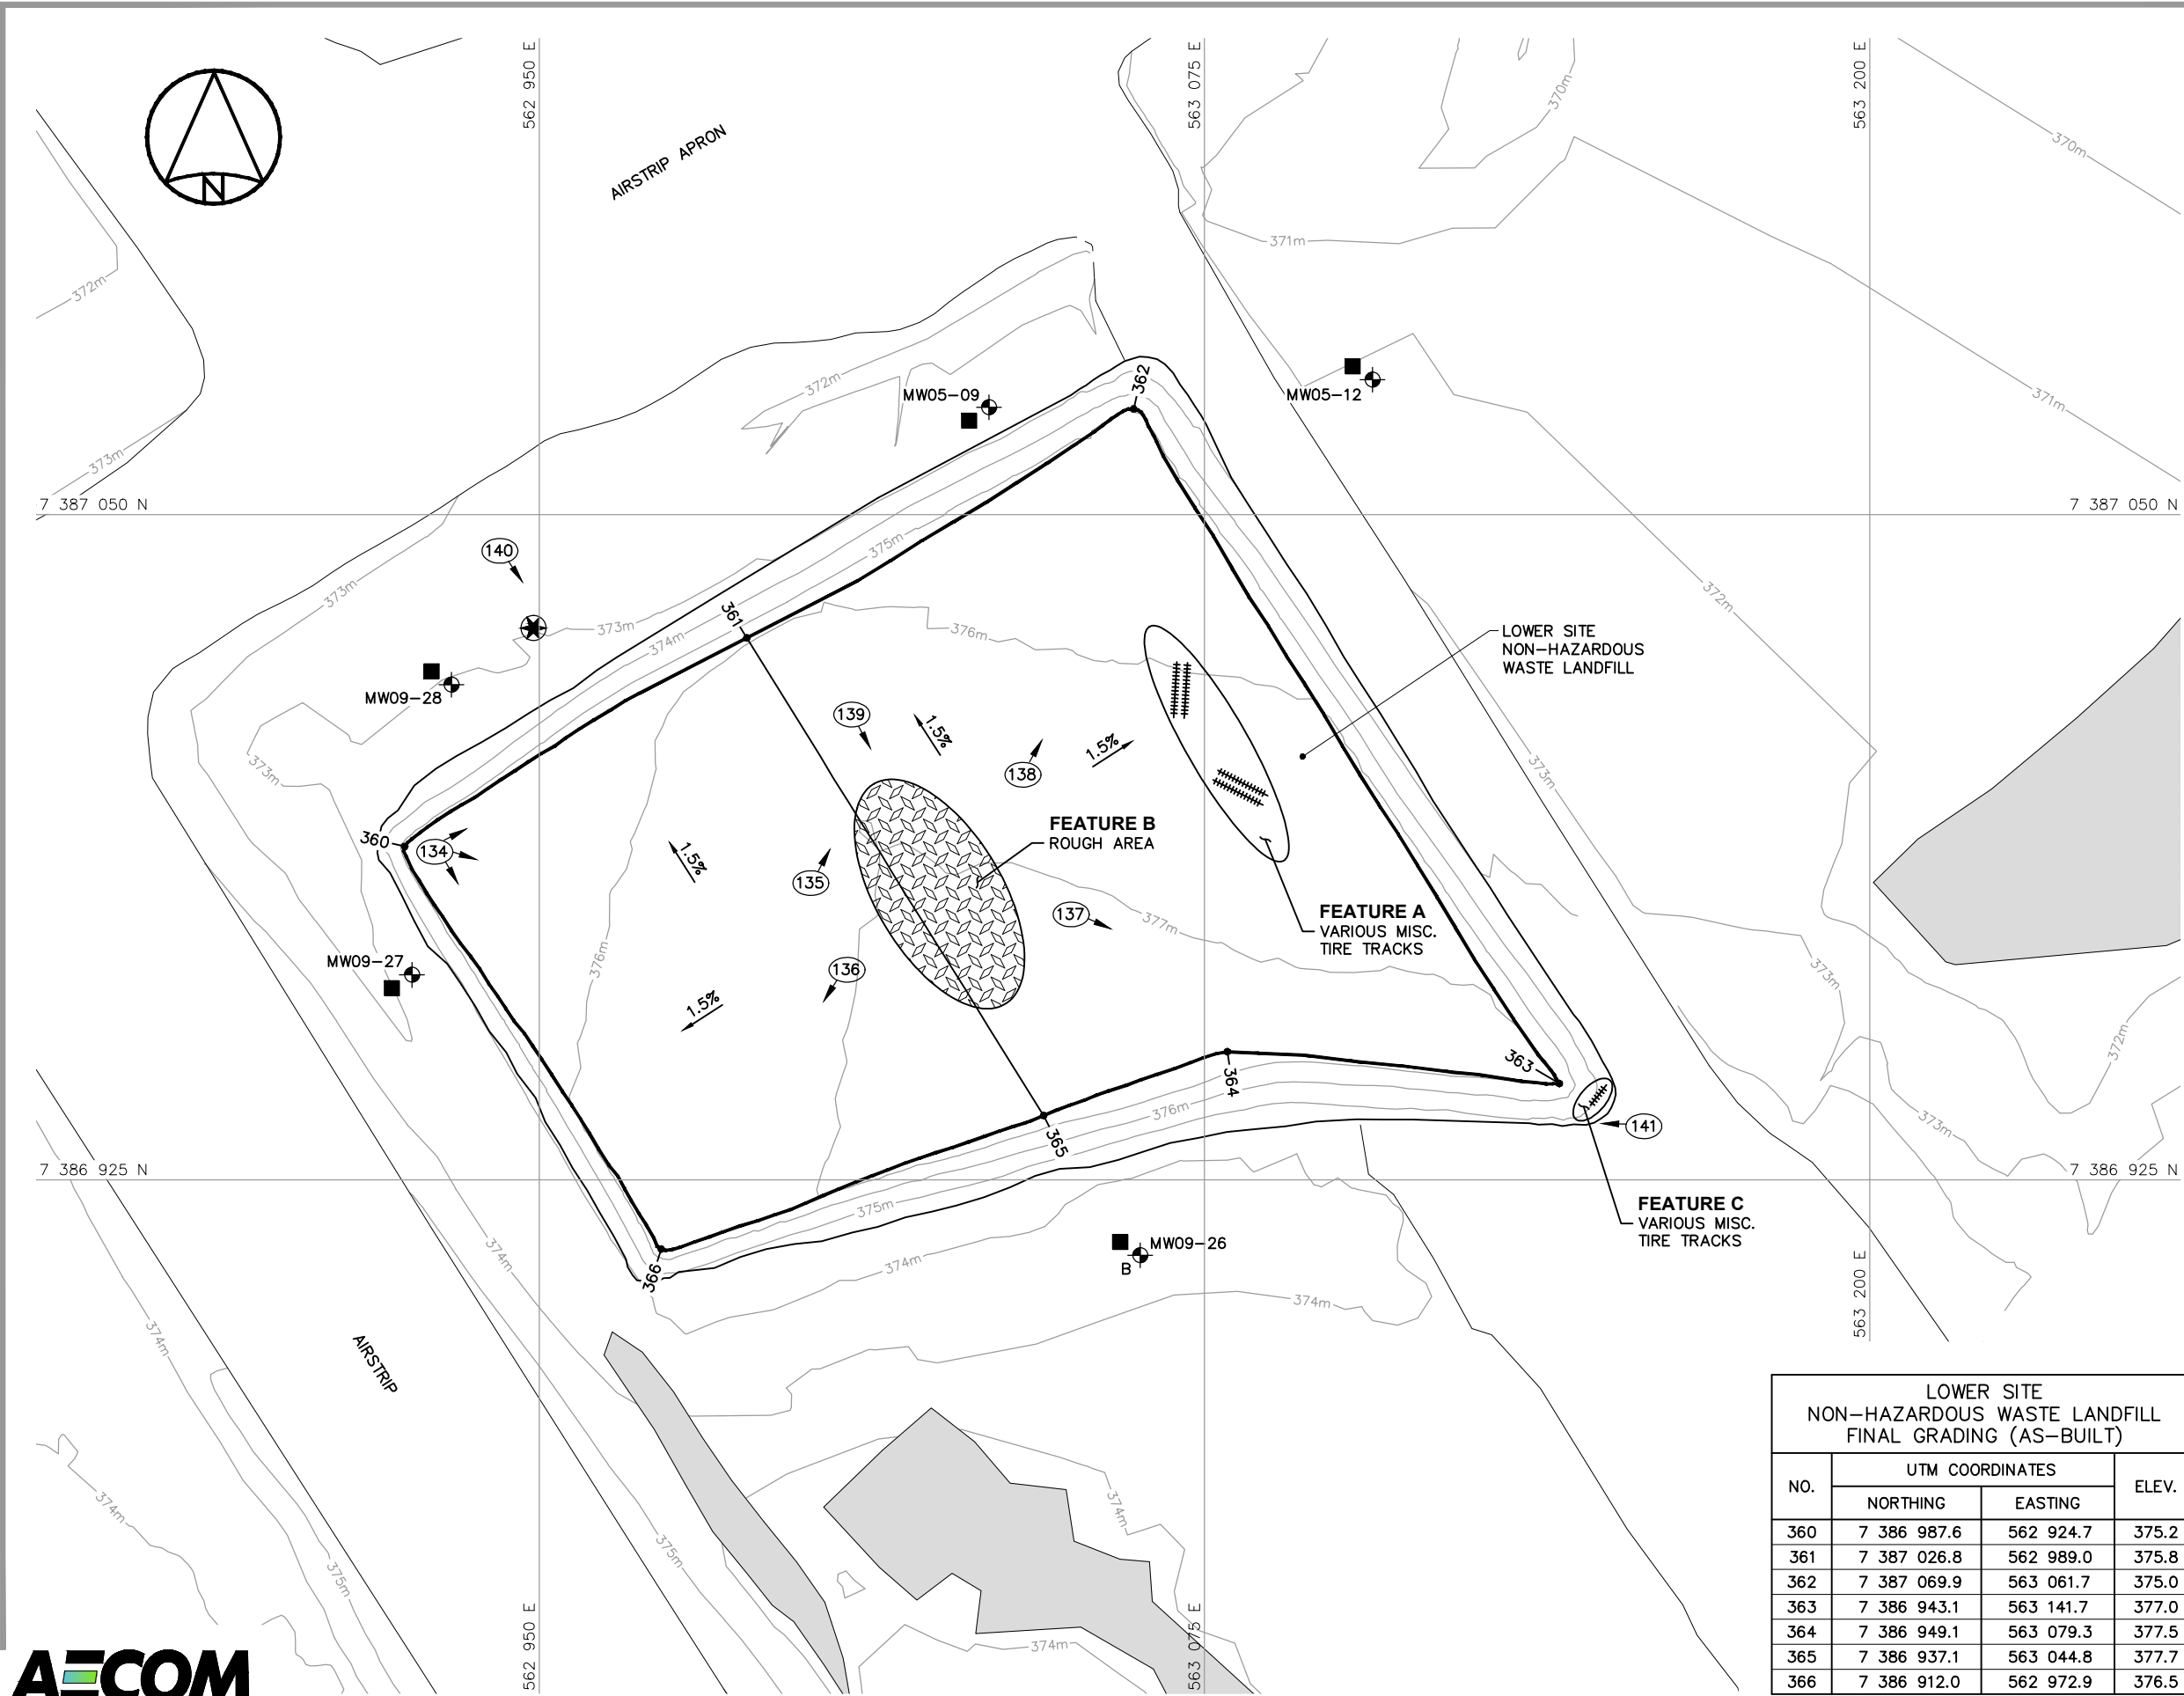 562 950 E
563 075 E
563 200 E
N
AIRSTRIP APRON
370m
370m
371m
372m
362
372m
MW05-09
MW05-12
371m
373m
7 387 050 N
7 387 050 N
375m
140
373m
372m
361
373m
374m
376m
LOWER SITE
NON-HAZARDOUS
WASTE LANDFILL
MW09-28
139
1.5%
138
1.5%
373m
373m
360
134
1.5%
FEATURE B
ROUGH AREA
135
137
377m
FEATURE A
VARIOUS MISC.
TIRE TRACKS
376m
MW09-27
136
1.5%
373m
363
364
372m
376m
365
141
373m
7 386 925 N
7 386 925 N
375m
FEATURE C
VARIOUS MISC.
TIRE TRACKS
374m
MW09-26
B
374m
366
374m
563 200 E
374m
AIRSTRIP
374m
374m
375m
375m
374m
562 950 E
563 075 E
LOWER SITE
NON-HAZARDOUS WASTE LANDFILL
FINAL GRADING (AS-BUILT)
NO. UTM COORDINATES ELEV.
NORTHING EASTING
360 7 386 987.6 562 924.7 375.2
361 7 387 026.8 562 989.0 375.8
362 7 387 069.9 563 061.7 375.0
363 7 386 943.1 563 141.7 377.0
364 7 386 949.1 563 079.3 377.5
365 7 386 937.1 563 044.8 377.7
366 7 386 912.0 562 972.9 376.5
AECOM